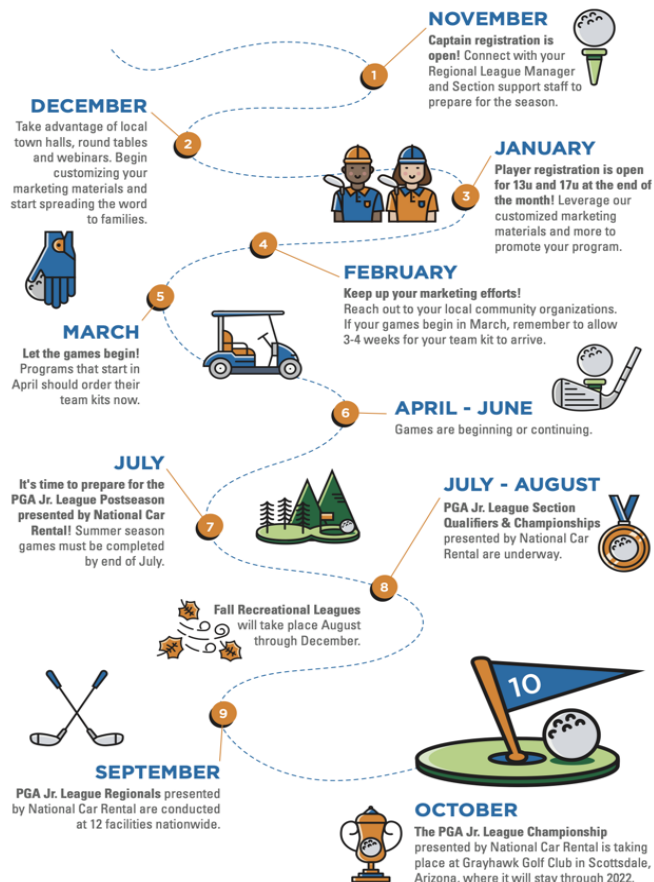 NOVEMBER
Captain registration is
open! Connect with your
Regional League Manager
and Section support staff to
prepare for the season.
1
DECEMBER
Take advantage of local
town halls, round tables
and webinars. Begin
customizing your
marketing materials and
start spreading the word
to families.
2
JANUARY
Player registration is open
for 13u and 17u at the end of
the month! Leverage our
customized marketing
materials and more to
promote your program.
3
4
FEBRUARY
Keep up your marketing efforts!
Reach out to your local community organizations.
If your games begin in March, remember to allow
3-4 weeks for your team kit to arrive.
5
MARCH
Let the games begin!
Programs that start in
April should order their
team kits now.
6
APRIL - JUNE
Games are beginning or continuing.
JULY
It's time to prepare for the
PGA Jr. League Postseason
presented by National Car
Rental! Summer season
games must be completed
by end of July.
7
JULY - AUGUST
PGA Jr. League Section
Qualifiers & Championships
presented by National Car
Rental are underway.
8
Fall Recreational Leagues
will take place August
through December.
9
SEPTEMBER
PGA Jr. League Regionals presented
by National Car Rental are conducted
at 12 facilities nationwide.
10
OCTOBER
The PGA Jr. League Championship
presented by National Car Rental is taking
place at Grayhawk Golf Club in Scottsdale,
Arizona, where it will stay through 2022.